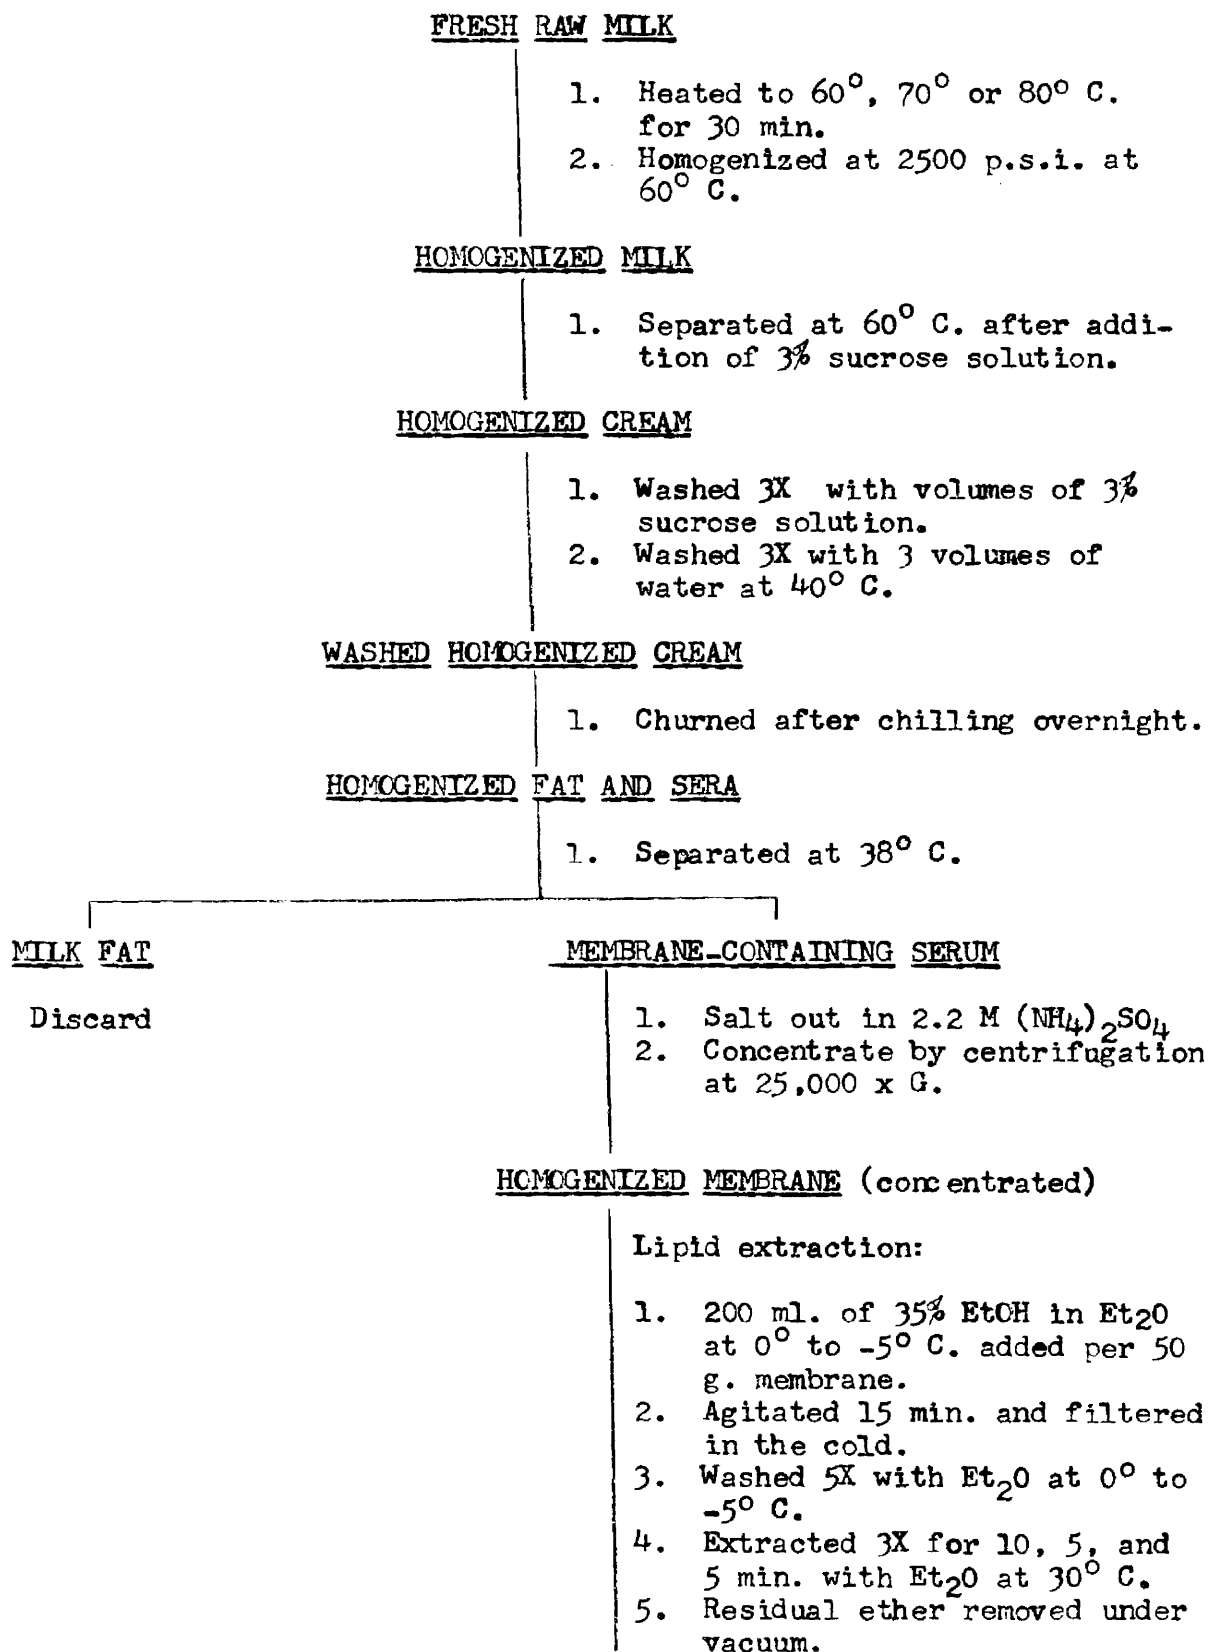 FRESH RAW MILK
1. Heated to 60°, 70° or 80° C.
for 30 min.
2. Homogenized at 2500 p.s.i. at
60° C.
HOMOGENIZED MILK
1. Separated at 60° C. after addi-
tion of 3% sucrose solution.
HOMOGENIZED CREAM
1. Washed 3X with volumes of 3%
sucrose solution.
2. Washed 3X with 3 volumes of
water at 40° C.
WASHED HOMOGENIZED CREAM
1. Churned after chilling overnight.
HOMOGENIZED FAT AND SERA
1. Separated at 38° C.
MILK FAT
Discard
MEMBRANE-CONTAINING SERUM
1. Salt out in 2.2 M (NH₄)₂SO₄
2. Concentrate by centrifugation
at 25,000 x G.
HOMOGENIZED MEMBRANE (concentrated)
Lipid extraction:
1. 200 ml. of 35% EtOH in Et₂O
at 0° to -5° C. added per 50
g. membrane.
2. Agitated 15 min. and filtered
in the cold.
3. Washed 5X with Et₂O at 0° to
-5° C.
4. Extracted 3X for 10, 5, and
5 min. with Et₂O at 30° C.
5. Residual ether removed under
vacuum.